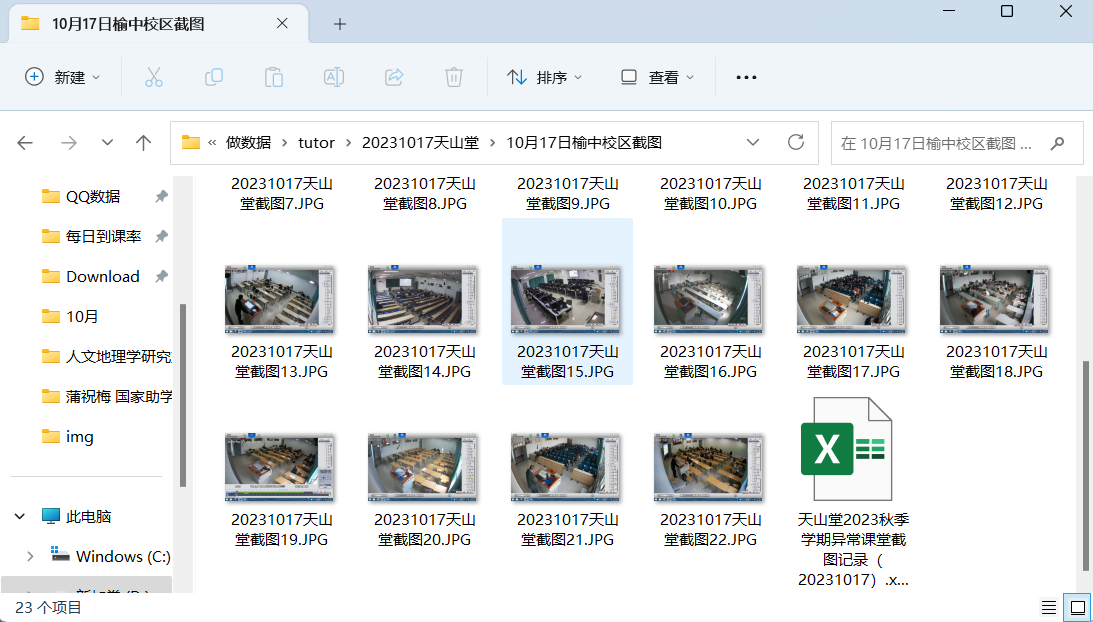 10月17日榆中校区截图
新建
排序
查看
« 做数据 > tutor > 20231017天山堂 > 10月17日榆中校区截图
在 10月17日榆中校区截图 ...
QQ数据
每日到课率
Download
10月
人文地理学研究
蒲祝梅 国家助学
img
此电脑
Windows (C:)
20231017天山
堂截图7.JPG
20231017天山
堂截图8.JPG
20231017天山
堂截图9.JPG
20231017天山
堂截图10.JPG
20231017天山
堂截图11.JPG
20231017天山
堂截图12.JPG
20231017天山
堂截图13.JPG
20231017天山
堂截图14.JPG
20231017天山
堂截图15.JPG
20231017天山
堂截图16.JPG
20231017天山
堂截图17.JPG
20231017天山
堂截图18.JPG
20231017天山
堂截图19.JPG
20231017天山
堂截图20.JPG
20231017天山
堂截图21.JPG
20231017天山
堂截图22.JPG
X
天山堂2023秋季
学期异常课堂截
图记录（
20231017）.x...
23 个项目